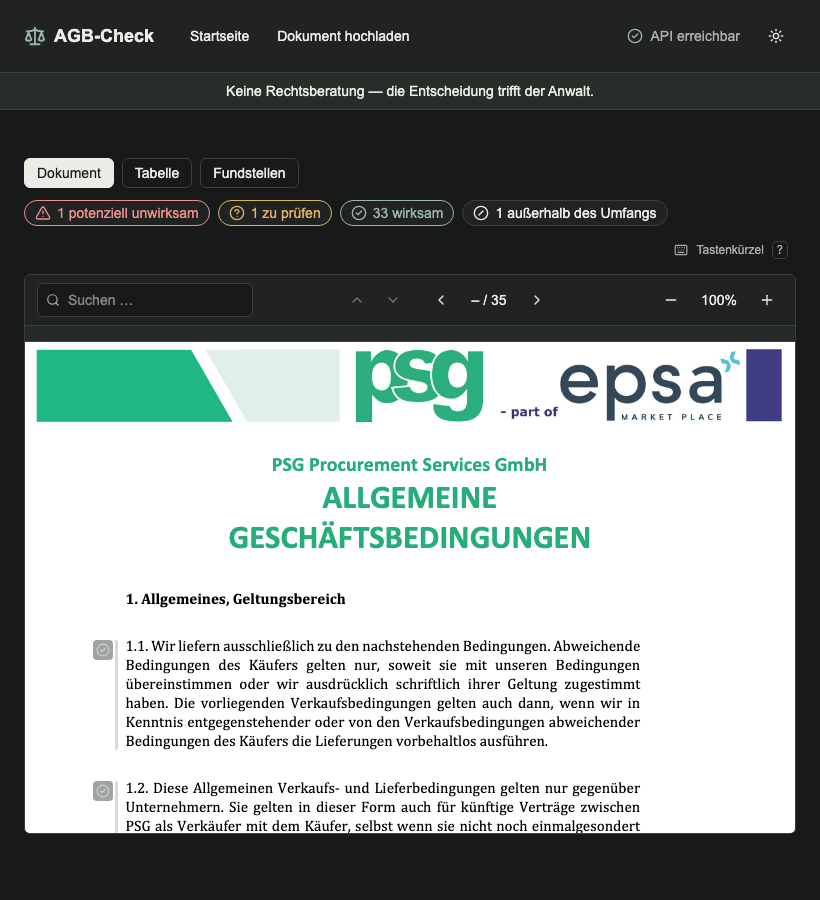 AGB-Check
Startseite
Dokument hochladen
API erreichbar
Keine Rechtsberatung — die Entscheidung trifft der Anwalt.
Dokument
Tabelle
Fundstellen
1 potenziell unwirksam
1 zu prüfen
33 wirksam
1 außerhalb des Umfangs
Tastenkürzel ?
Suchen …
– / 35
100%
psg
- part of
epsa
MARKET PLACE
PSG Procurement Services GmbH
ALLGEMEINE
GESCHÄFTSBEDINGUNGEN
1. Allgemeines, Geltungsbereich
1.1. Wir liefern ausschließlich zu den nachstehenden Bedingungen. Abweichende
Bedingungen des Käufers gelten nur, soweit sie mit unseren Bedingungen
übereinstimmen oder wir ausdrücklich schriftlich ihrer Geltung zugestimmt
haben. Die vorliegenden Verkaufsbedingungen gelten auch dann, wenn wir in
Kenntnis entgegenstehender oder von den Verkaufsbedingungen abweichender
Bedingungen des Käufers die Lieferungen vorbehaltlos ausführen.
1.2. Diese Allgemeinen Verkaufs- und Lieferbedingungen gelten nur gegenüber
Unternehmern. Sie gelten in dieser Form auch für künftige Verträge zwischen
PSG als Verkäufer mit dem Käufer, selbst wenn sie nicht noch einmalgesondert